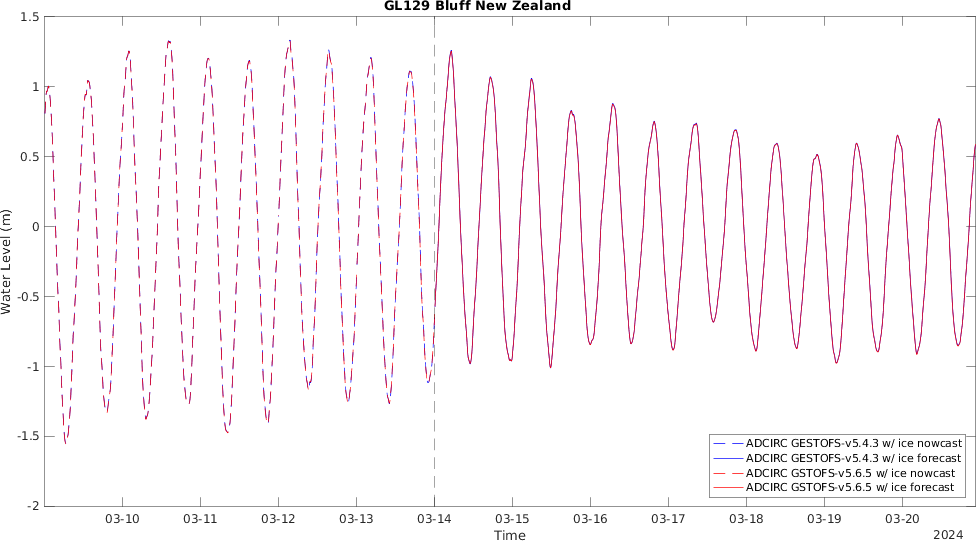 GL129 Bluff New Zealand
1.5
1
0.5
0
-0.5
-1
-1.5
-2
Water Level (m)
ADCIRC GESTOFS-v5.4.3 w/ ice nowcast
ADCIRC GESTOFS-v5.4.3 w/ ice forecast
ADCIRC GSTOFS-v5.6.5 w/ ice nowcast
ADCIRC GSTOFS-v5.6.5 w/ ice forecast
03-10 03-11 03-12 03-13 03-14 03-15 03-16 03-17 03-18 03-19 03-20
Time
2024